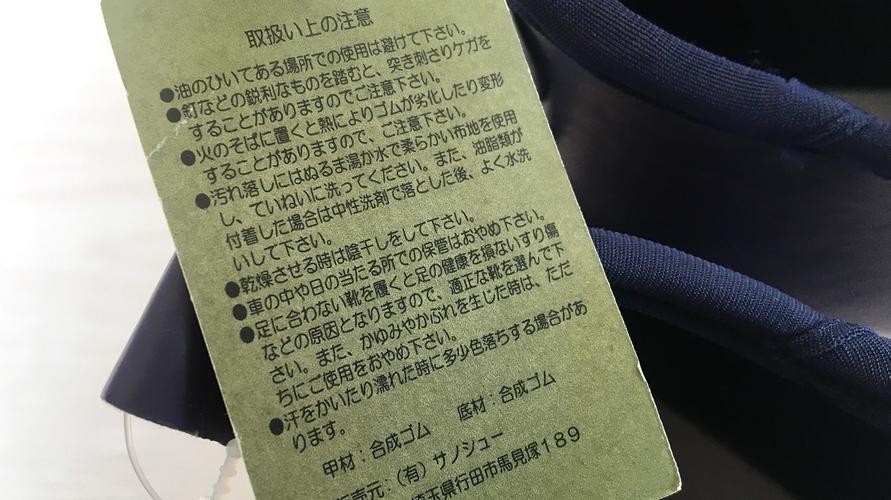 取扱い上の注意
●油のひいてある場所での使用は避けて下さい。
●釘などの鋭利なものを踏むと、突き刺さりケガを
することがありますのでご注意下さい。
●火のそばに置くと熱によりゴムが劣化したり変形
することがありますので、ご注意下さい。
●汚れ落しにはぬるま湯か水で柔らかい布地を使用
し、ていねいに洗ってください。また、油脂類が
付着した場合は中性洗剤で落とした後、よく水洗
いして下さい。
●乾燥させる時は陰干しをして下さい。
●車の中や日の当たる所での保管はおやめ下さい。
●足に合わない靴を履くと足の健康を損ないすり傷
などの原因となりますので、適正な靴を選んで下
さい。また、かゆみやかぶれを生じた時は、ただ
ちにご使用をおやめ下さい。
●汗をかいたり濡れた時に多少色落ちする場合があ
ります。
甲材：合成ゴム 底材：合成ゴム
売元：(有)サノシュー
玉県行田市馬見塚189